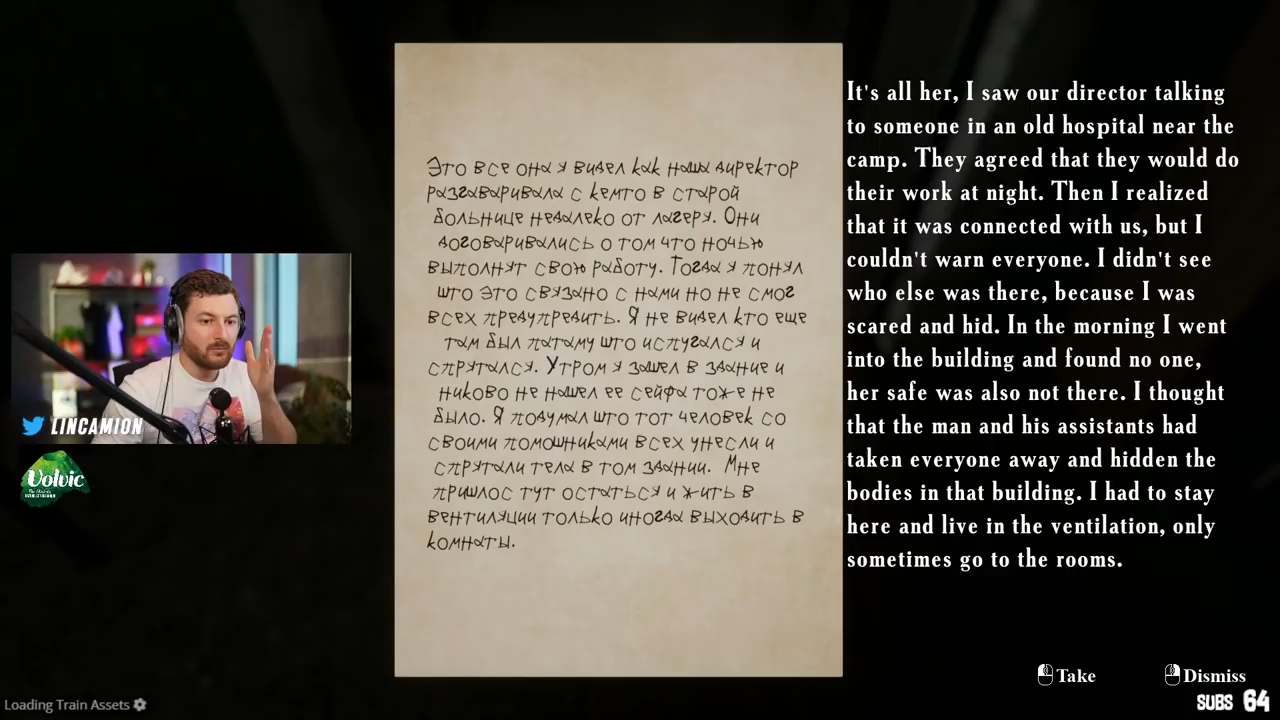 Это все она я видел как наша директор
разгаваривала с кемто в старой
больнице недалеко от лагеря. Они
договаривались о том что ночью
выполнят свою работу. Тогда я понял
што это связано с нами но не смог
всех предупредить. Я не видел кто еще
там был патаму што испугался и
спрятался. Утром я зашел в здание и
никово не нашел ее сейфа тоже не
было. Я подумал што тот человек со
своими помошниками всех унесли и
спрятали тела в том здании. Мне
пришлос тут остаться и жить в
вентиляции только иногда выходить в
комнаты.
It's all her, I saw our director talking
to someone in an old hospital near the
camp. They agreed that they would do
their work at night. Then I realized
that it was connected with us, but I
couldn't warn everyone. I didn't see
who else was there, because I was
scared and hid. In the morning I went
into the building and found no one,
her safe was also not there. I thought
that the man and his assistants had
taken everyone away and hidden the
bodies in that building. I had to stay
here and live in the ventilation, only
sometimes go to the rooms.
LINCAMION
Volvic
Take
Dismiss
Loading Train Assets
SUBS 64